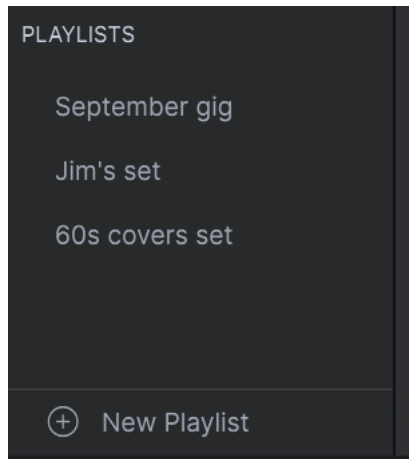 PLAYLISTS
September gig
Jim's set
60s covers set
New Playlist